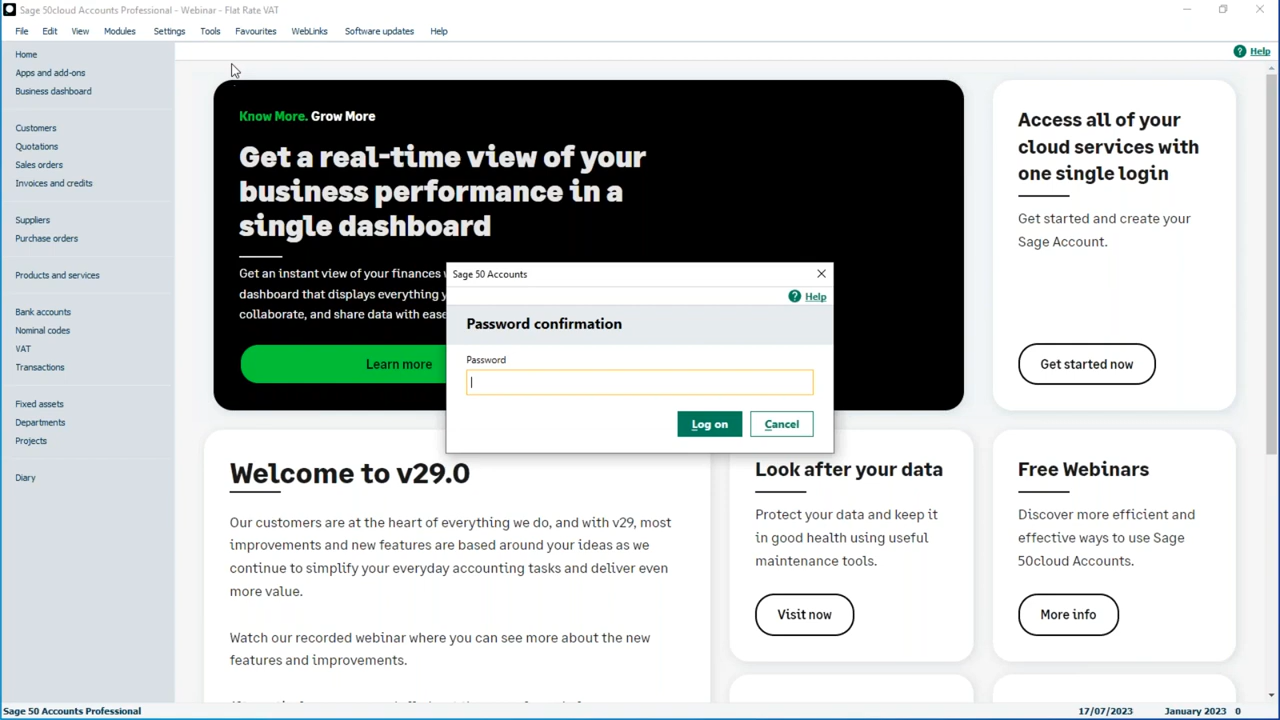 Sage 50cloud Accounts Professional - Webinar - Flat Rate VAT
File Edit View Modules Settings Tools Favourites WebLinks Software updates Help
Help
Home
Apps and add-ons
Business dashboard
Customers
Quotations
Sales orders
Invoices and credits
Suppliers
Purchase orders
Products and services
Bank accounts
Nominal codes
VAT
Transactions
Fixed assets
Departments
Projects
Diary
Know More. Grow More
Get a real-time view of your
business performance in a
single dashboard
Get an instant view of your finances
dashboard that displays everything
collaborate, and share data with
Learn more
Access all of your
cloud services with
one single login
Get started and create your
Sage Account.
Get started now
Sage 50 Accounts
Help
Password confirmation
Password
Log on
Cancel
Welcome to v29.0
Our customers are at the heart of everything we do, and with v29, most
improvements and new features are based around your ideas as we
continue to simplify your everyday accounting tasks and deliver even
more value.
Watch our recorded webinar where you can see more about the new
features and improvements.
Look after your data
Protect your data and keep it
in good health using useful
maintenance tools.
Visit now
Free Webinars
Discover more efficient and
effective ways to use Sage
50cloud Accounts.
More info
Sage 50 Accounts Professional
17/07/2023 January 2023 0